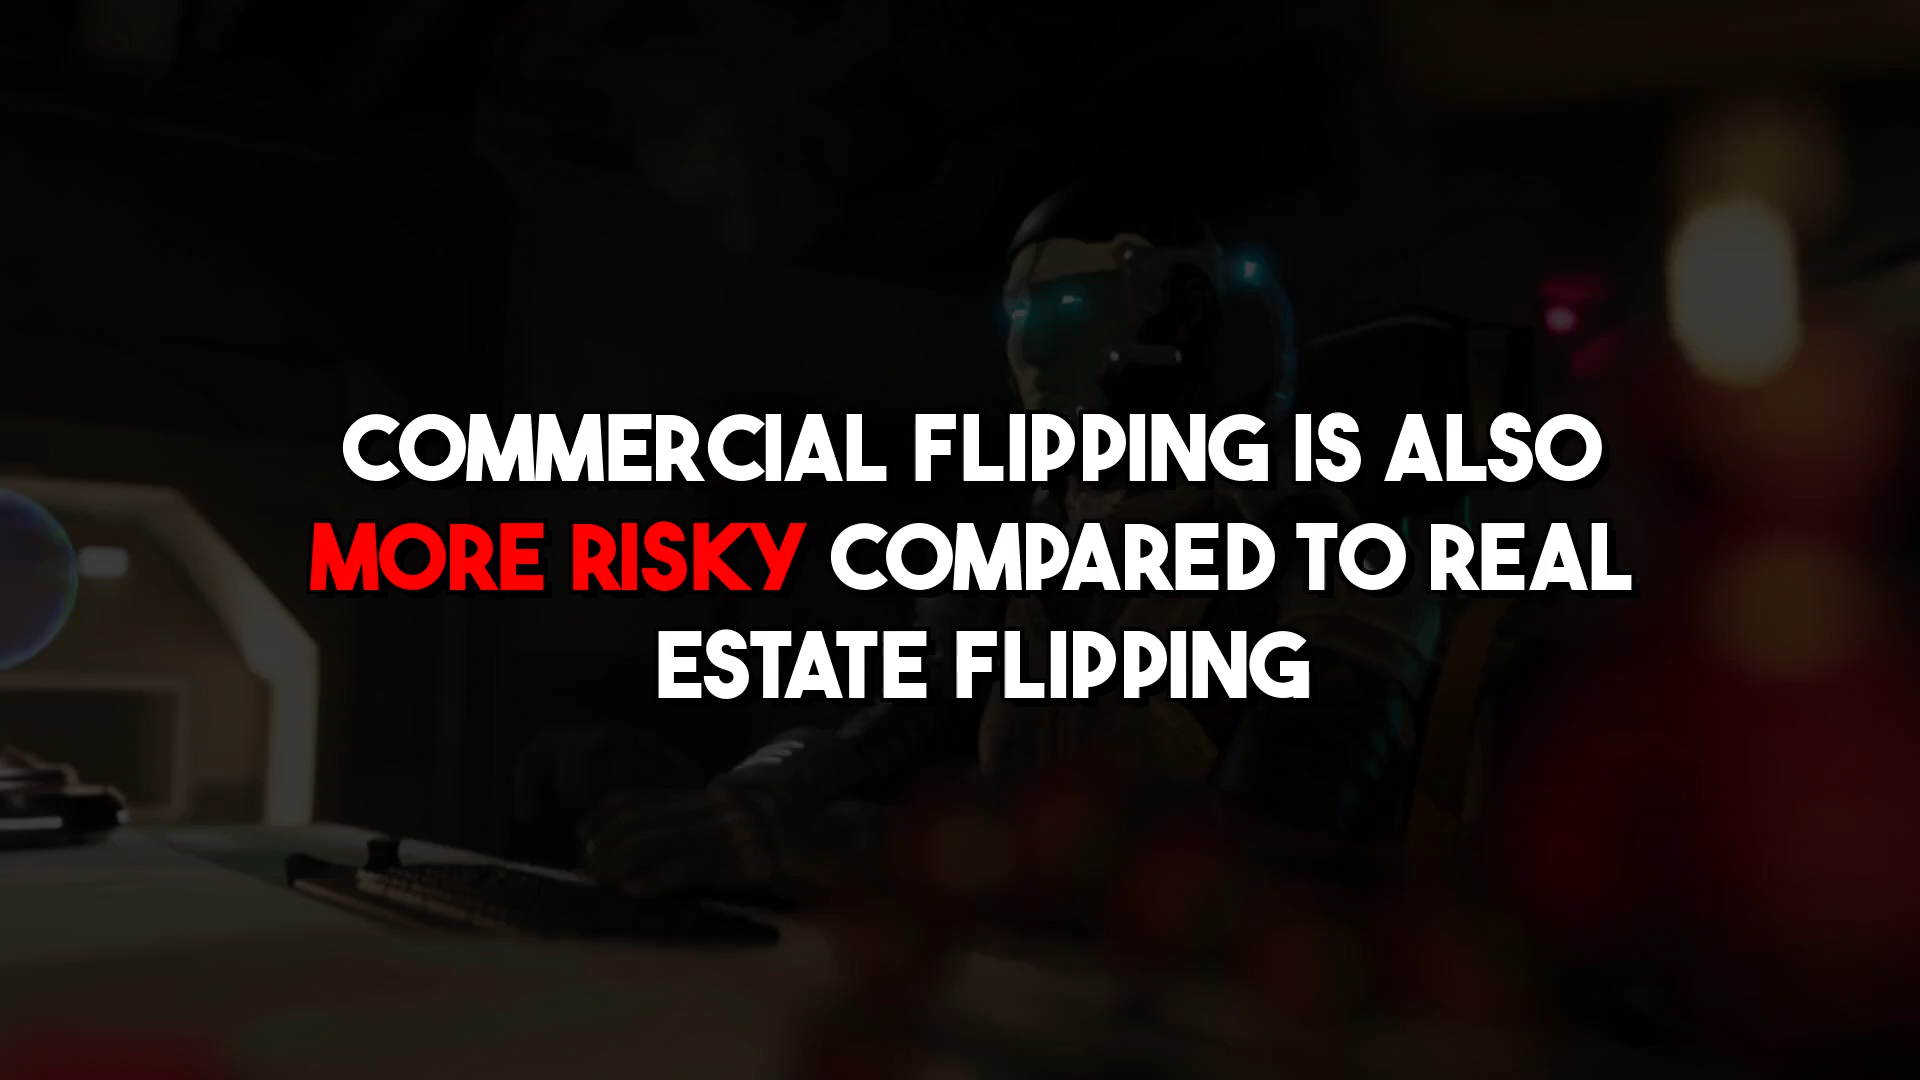 COMMERCIAL FLIPPING IS ALSO
MORE RISKY COMPARED TO REAL
ESTATE FLIPPING